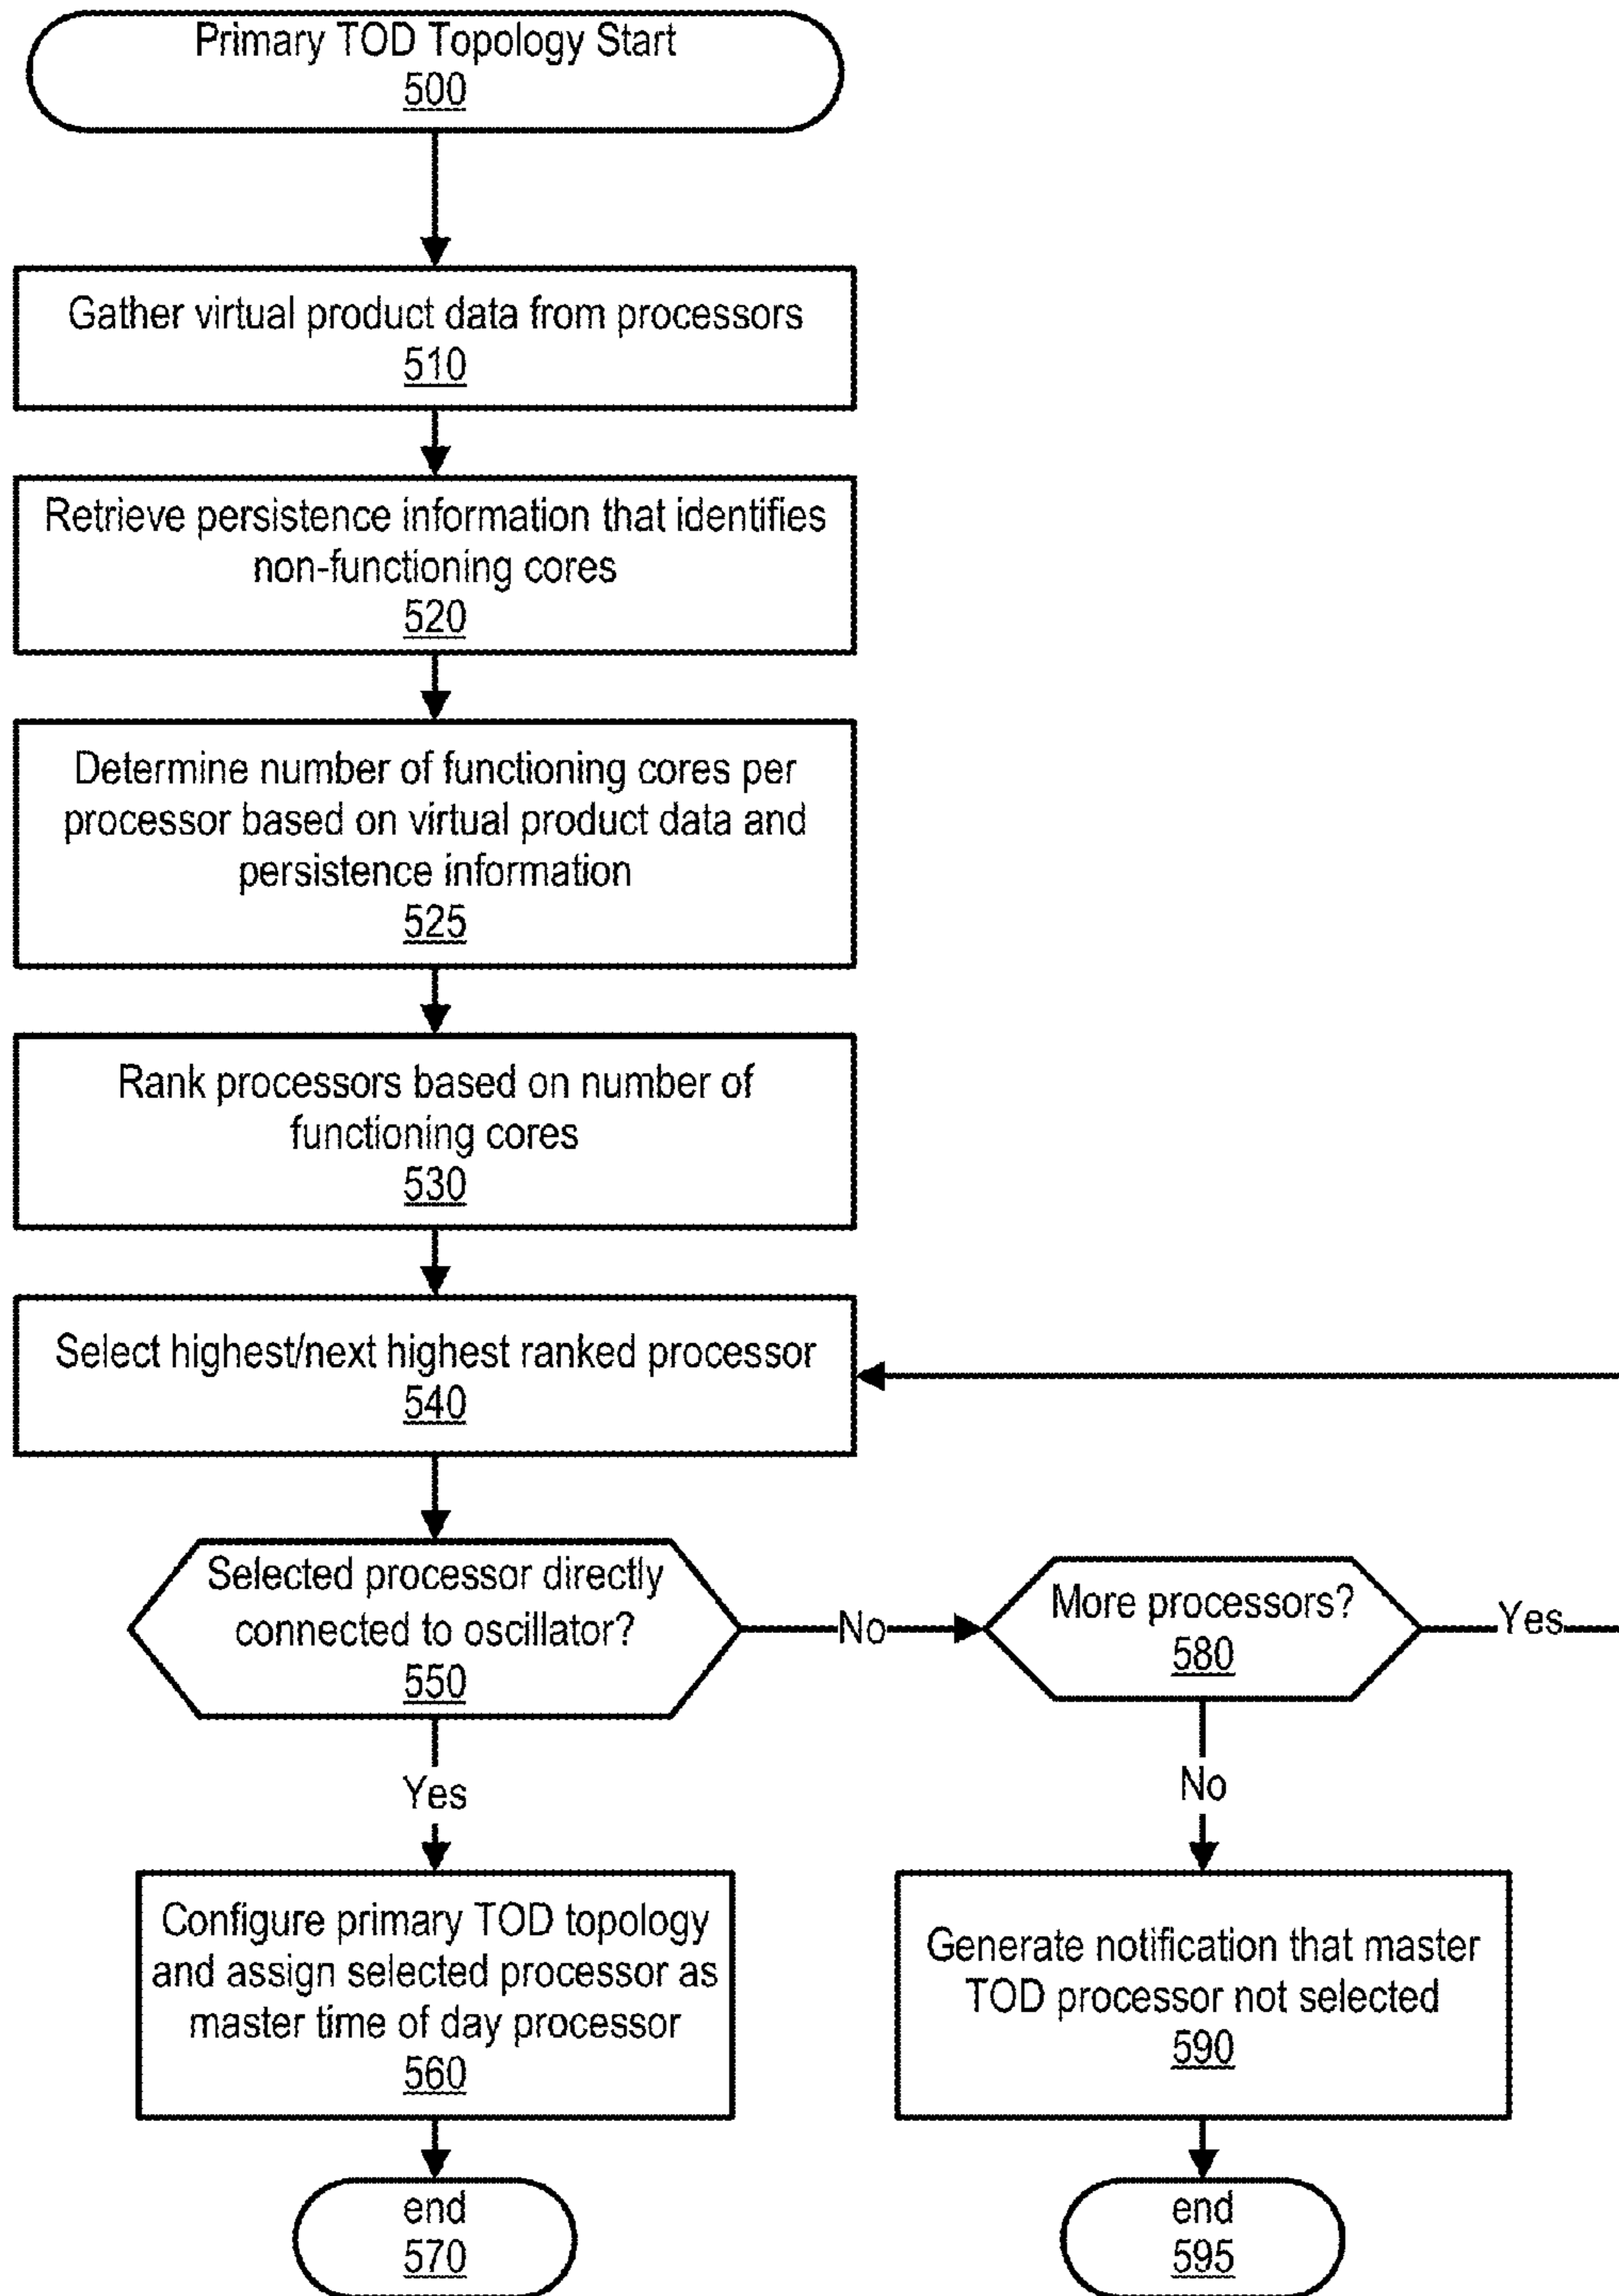 Primary TOD Topology Start
500
Gather virtual product data from processors
510
Retrieve persistence information that identifies
non-functioning cores
520
Determine number of functioning cores per
processor based on virtual product data and
persistence information
525
Rank processors based on number of
functioning cores
530
Select highest/next highest ranked processor
540
Selected processor directly
connected to oscillator?
550
No
More processors?
580
Yes
Yes
No
Configure primary TOD topology
and assign selected processor as
master time of day processor
560
Generate notification that master
TOD processor not selected
590
end
570
end
595